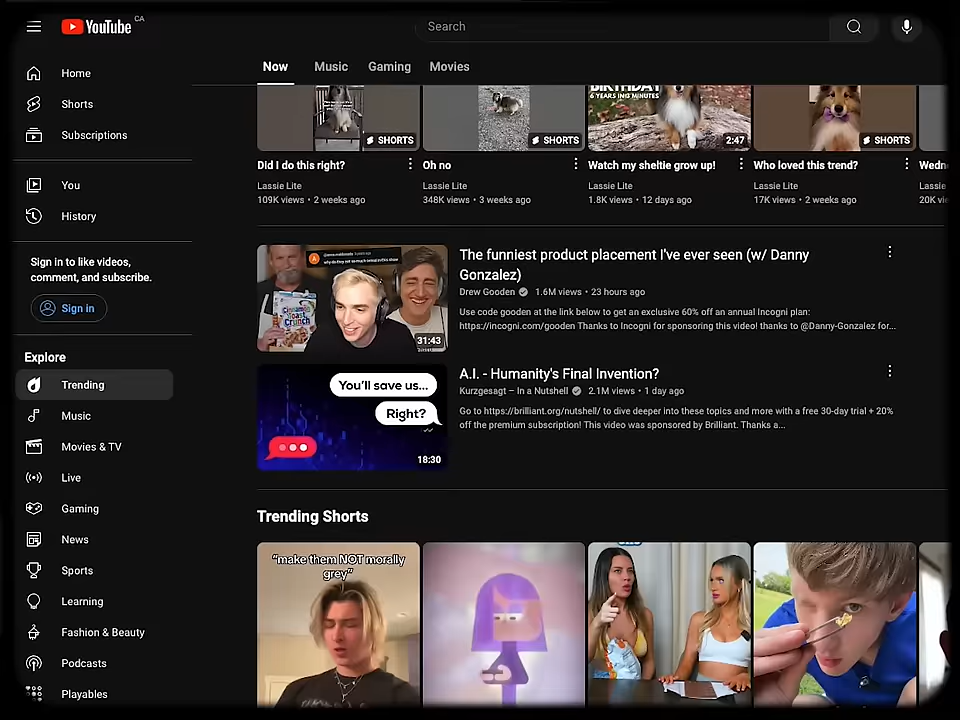 YouTube CA
Search
Home
Shorts
Subscriptions
You
History
Sign in to like videos,
comment, and subscribe.
Sign in
Explore
Trending
Music
Movies & TV
Live
Gaming
News
Sports
Learning
Fashion & Beauty
Podcasts
Playables
Now Music Gaming Movies
SHORTS
SHORTS
BIRTHDAY
6 YEARS IN G MINUTES
2:47
SHORTS
Did I do this right?
Lassie Lite
109K views • 2 weeks ago
Oh no
Lassie Lite
348K views • 3 weeks ago
Watch my sheltie grow up!
Lassie Lite
1.8K views • 12 days ago
Who loved this trend?
Lassie Lite
17K views • 2 weeks ago
Wedn
Lassie
20K vi
Cinnamon
Toast
Crunch
31:43
The funniest product placement I've ever seen (w/ Danny
Gonzalez)
Drew Gooden 1.6M views • 23 hours ago
Use code gooden at the link below to get an exclusive 60% off an annual Incogni plan:
https://incogni.com/gooden Thanks to Incogni for sponsoring this video! thanks to @Danny-Gonzalez for...
You'll save us...
Right?
18:30
A.I. - Humanity's Final Invention?
Kurzgesagt – In a Nutshell 2.1M views • 1 day ago
Go to https://brilliant.org/nutshell/ to dive deeper into these topics and more with a free 30-day trial + 20%
off the premium subscription! This video was sponsored by Brilliant. Thanks a...
Trending Shorts
"make them NOT morally
grey"